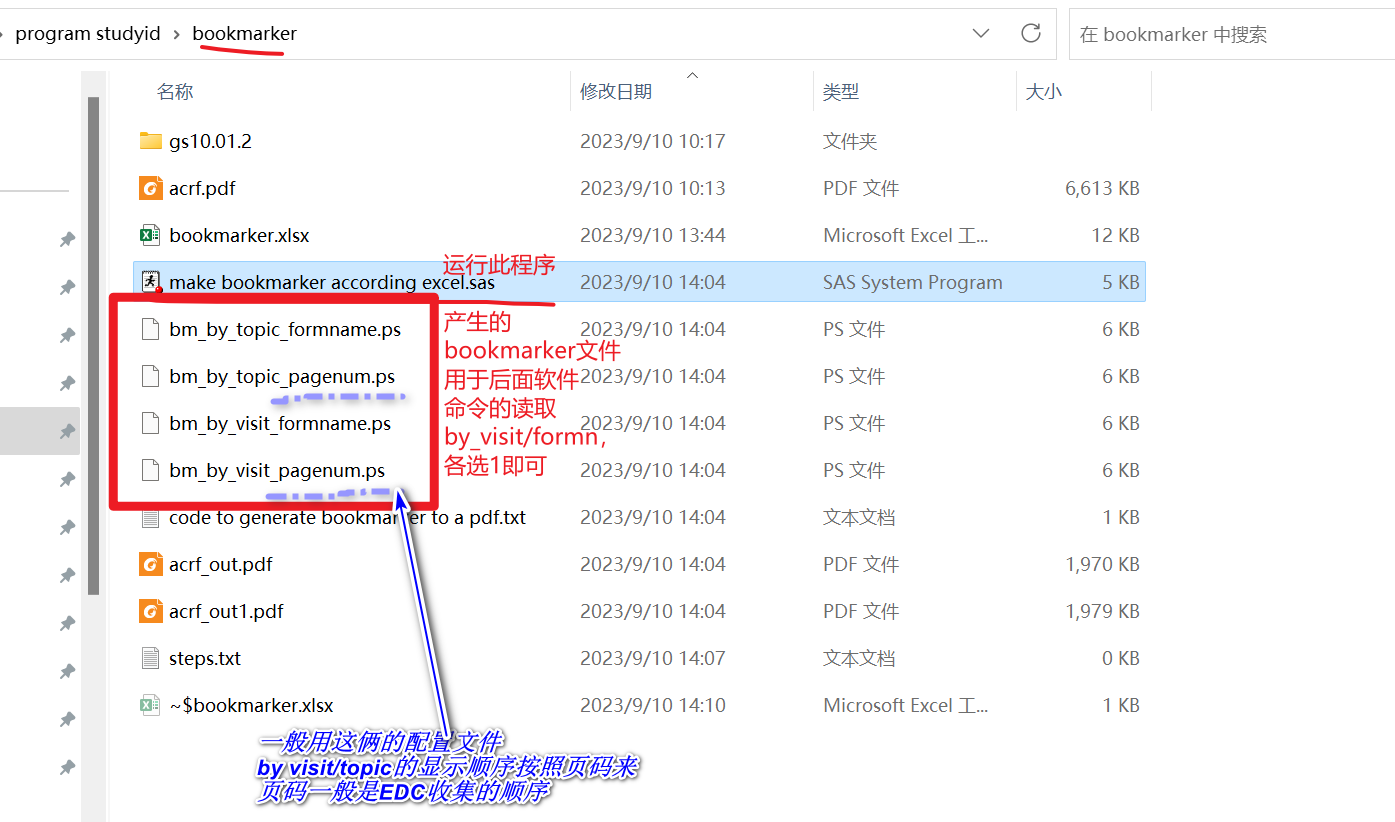 program studyid › bookmarker
在 bookmarker 中搜索
名称 修改日期 类型 大小
gs10.01.2 2023/9/10 10:17 文件夹
acrf.pdf 2023/9/10 10:13 PDF 文件 6,613 KB
bookmarker.xlsx 2023/9/10 13:44 Microsoft Excel 工... 12 KB
运行此程序
make bookmarker according excel.sas 2023/9/10 14:04 SAS System Program 5 KB
产生的
bm_by_topic_formname.ps 2023/9/10 14:04 PS 文件 6 KB
bookmarker文件
bm_by_topic_pagenum.ps 2023/9/10 14:04 PS 文件 6 KB
用于后面软件
命令的读取
bm_by_visit_formname.ps 2023/9/10 14:04 PS 文件 6 KB
by_visit/formn，
各选1即可
bm_by_visit_pagenum.ps 2023/9/10 14:04 PS 文件 6 KB
code to generate bookmarker to a pdf.txt 2023/9/10 14:04 文本文档 1 KB
acrf_out.pdf 2023/9/10 14:04 PDF 文件 1,970 KB
acrf_out1.pdf 2023/9/10 14:04 PDF 文件 1,979 KB
steps.txt 2023/9/10 14:07 文本文档 0 KB
~$bookmarker.xlsx 2023/9/10 14:10 Microsoft Excel 工... 1 KB
一般用这俩的配置文件
by visit/topic的显示顺序按照页码来
页码一般是EDC收集的顺序